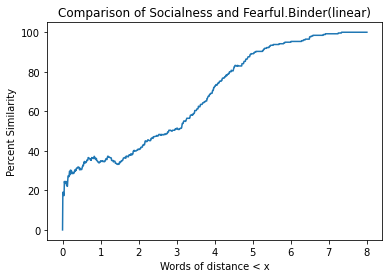 Comparison of Socialness and Fearful.Binder(linear)
100
80
60
40
20
0
Percent Similarity
0 1 2 3 4 5 6 7 8
Words of distance < x